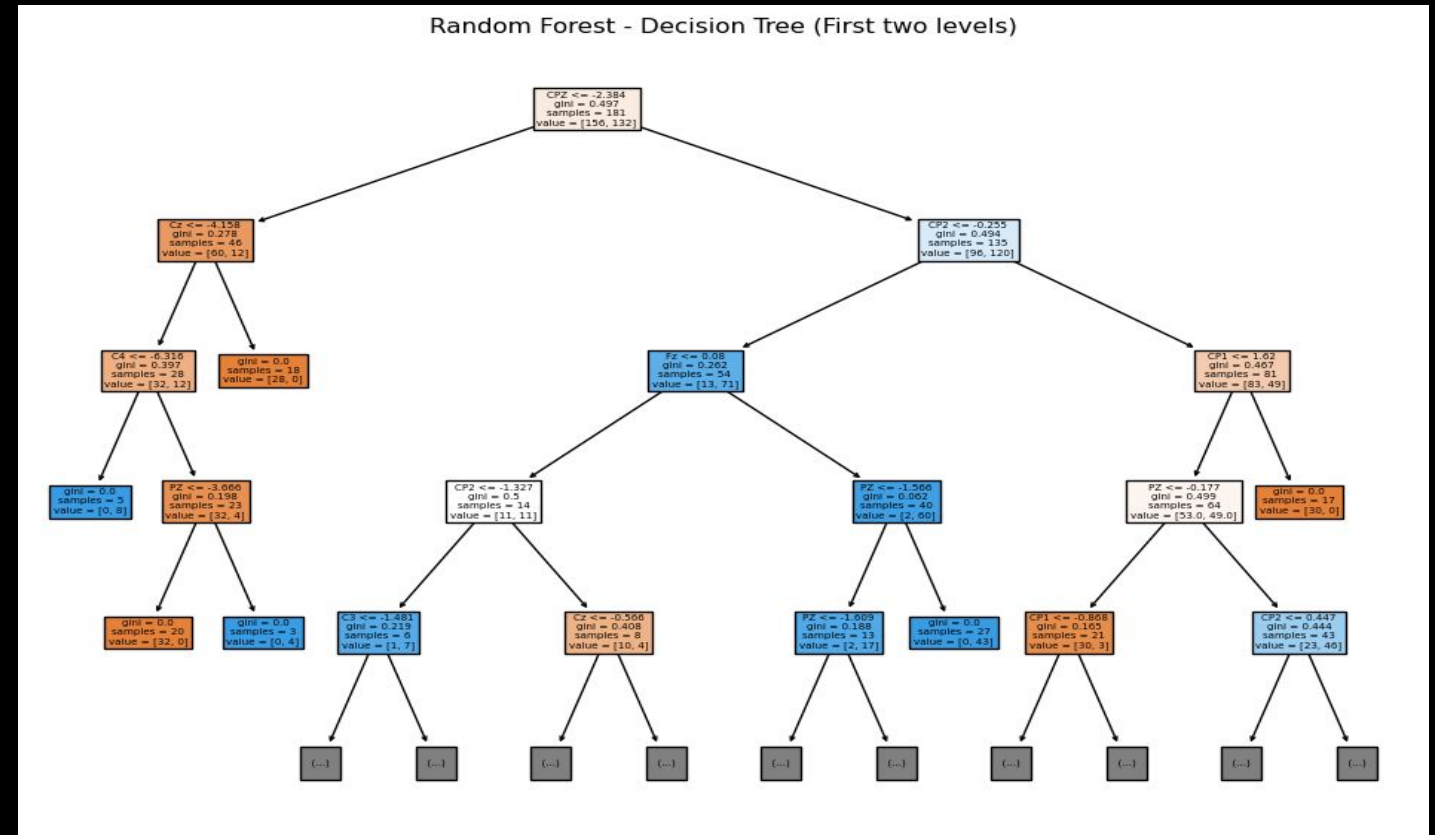 Random Forest - Decision Tree (First two levels)
CPZ <= -2.384
gini = 0.497
samples = 181
value = [156, 132]
Cz <= -4.158
gini = 0.278
samples = 46
value = [60, 12]
CP2 <= -0.255
gini = 0.494
samples = 135
value = [96, 120]
C4 <= -6.316
gini = 0.397
samples = 28
value = [32, 12]
gini = 0.0
samples = 18
value = [28, 0]
Fz <= 0.08
gini = 0.262
samples = 54
value = [13, 71]
CP1 <= 1.62
gini = 0.467
samples = 81
value = [83, 49]
gini = 0.0
samples = 5
value = [0, 8]
PZ <= -3.666
gini = 0.198
samples = 23
value = [32, 4]
CP2 <= -1.327
gini = 0.5
samples = 14
value = [11, 11]
PZ <= -1.566
gini = 0.062
samples = 40
value = [2, 60]
PZ <= -0.177
gini = 0.499
samples = 64
value = [53.0, 49.0]
gini = 0.0
samples = 17
value = [30, 0]
gini = 0.0
samples = 20
value = [32, 0]
gini = 0.0
samples = 3
value = [0, 4]
C3 <= -1.481
gini = 0.219
samples = 6
value = [1, 7]
Cz <= -0.566
gini = 0.408
samples = 8
value = [10, 4]
PZ <= -1.609
gini = 0.188
samples = 13
value = [2, 17]
gini = 0.0
samples = 27
value = [0, 43]
CP1 <= -0.868
gini = 0.165
samples = 21
value = [30, 3]
CP2 <= 0.447
gini = 0.444
samples = 43
value = [23, 46]
(...)
(...)
(...)
(...)
(...)
(...)
(...)
(...)
(...)
(...)